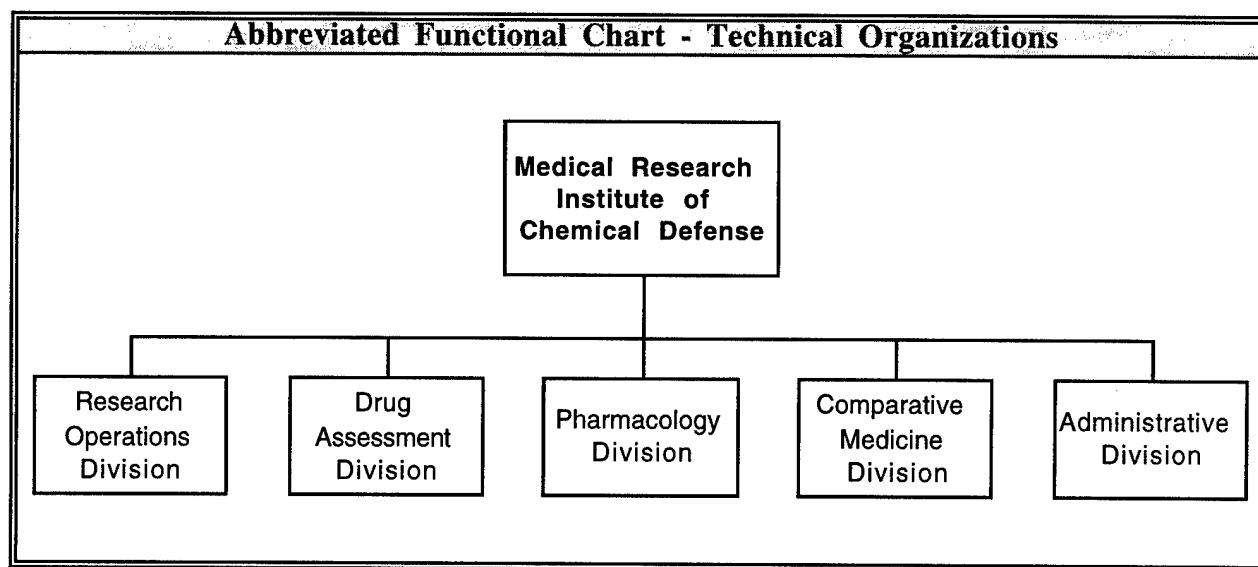 Abbreviated Functional Chart - Technical Organizations
Medical Research
Institute of
Chemical Defense
Research
Operations
Division
Drug
Assessment
Division
Pharmacology
Division
Comparative
Medicine
Division
Administrative
Division